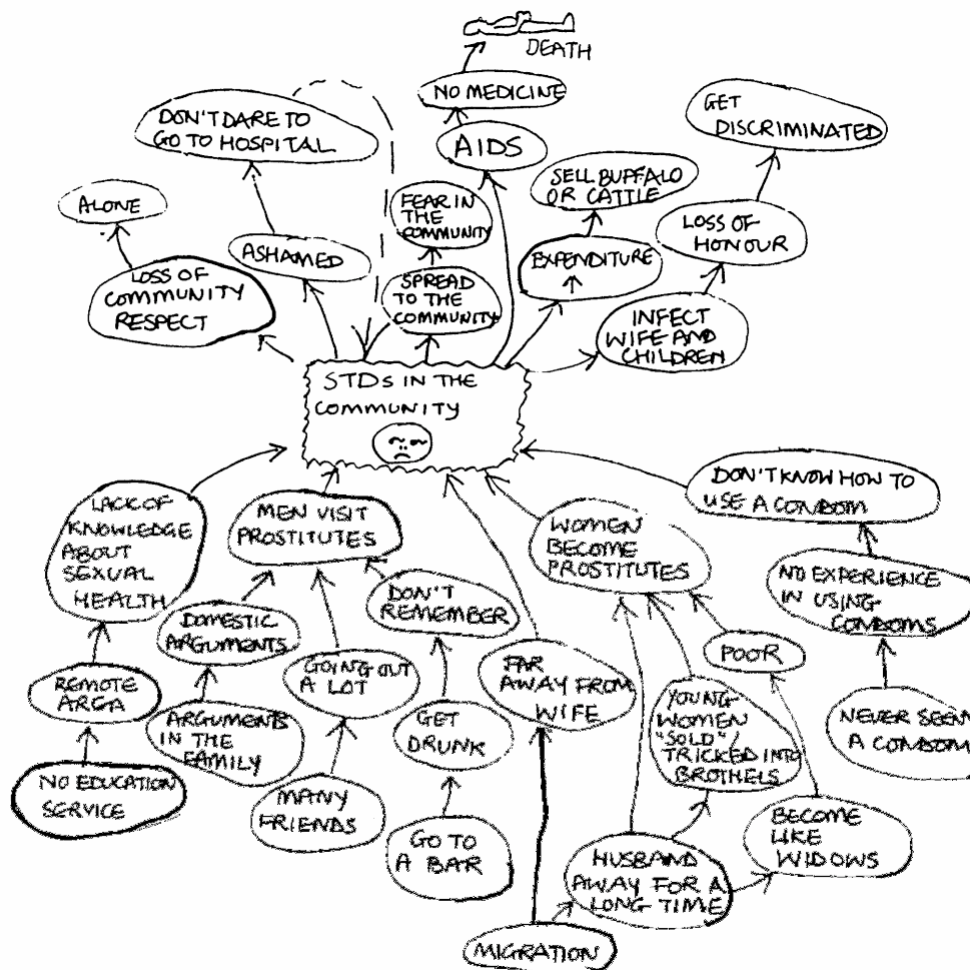 DEATH
NO MEDICINE
DON'T DARE TO
GO TO HOSPITAL
GET
DISCRIMINATED
AIDS
SELL BUFFALO
OR CATTLE
ALONE
FEAR IN
THE
COMMUNITY
LOSS OF
HONOUR
ASHAMED
EXPENDITURE
LOSS OF
COMMUNITY
RESPECT
SPREAD
TO THE
COMMUNITY
INFECT
WIFE AND
CHILDREN
STDs IN THE
COMMUNITY
LACK OF
KNOWLEDGE
ABOUT
SEXUAL
HEALTH
MEN VISIT
PROSTITUTES
WOMEN
BECOME
PROSTITUTES
DON'T KNOW HOW TO
USE A CONDOM
NO EXPERIENCE
IN USING
CONDOMS
DON'T
REMEMBER
DOMESTIC
ARGUMENTS
GOING OUT
A LOT
FAR
AWAY FROM
WIFE
POOR
REMOTE
AREA
ARGUMENTS
IN THE
FAMILY
GET
DRUNK
YOUNG
WOMEN
"SOLD"/
TRICKED INTO
BROTHELS
NEVER SEEN
A CONDOM
NO EDUCATION
SERVICE
MANY
FRIENDS
GO TO
A BAR
HUSBAND
AWAY FOR A
LONG TIME
BECOME
LIKE
WIDOWS
MIGRATION